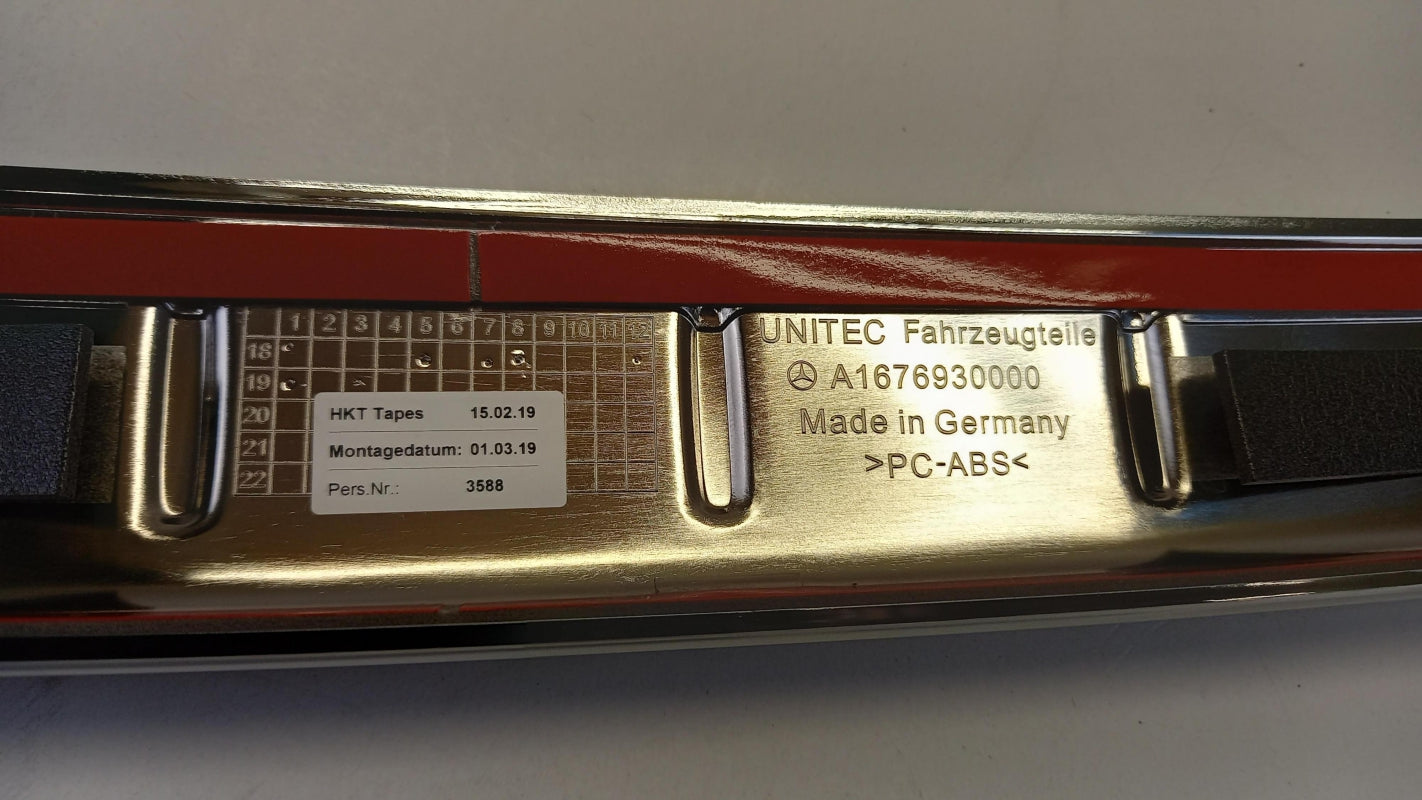 1 2 3 4 5 6 7 8 9 10 11 12
18
19
20
21
22
HKT Tapes 15.02.19
Montagedatum: 01.03.19
Pers.Nr.: 3588
UNITEC Fahrzeugteile
A1676930000
Made in Germany
>PC-ABS<